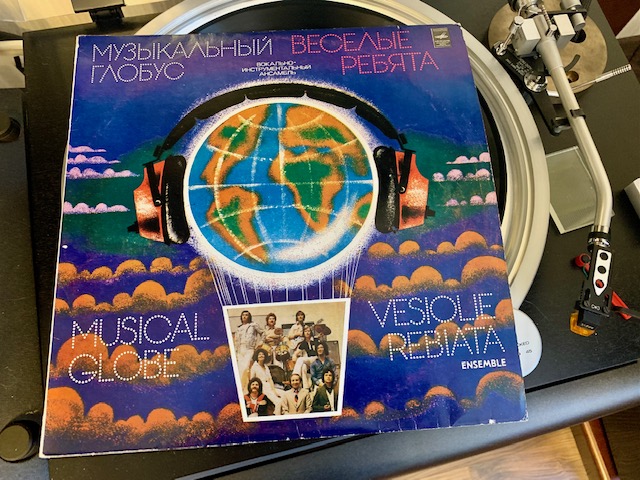 МУЗЫКАЛЬНЫЙ
ГЛОБУС
ВЕСЕЛЫЕ
РЕБЯТА
ВОКАЛЬНО-
ИНСТРУМЕНТАЛЬНЫЙ
АНСАМБЛЬ
MUSICAL
GLOBE
VESIOLIE
REBIATA
ENSEMBLE